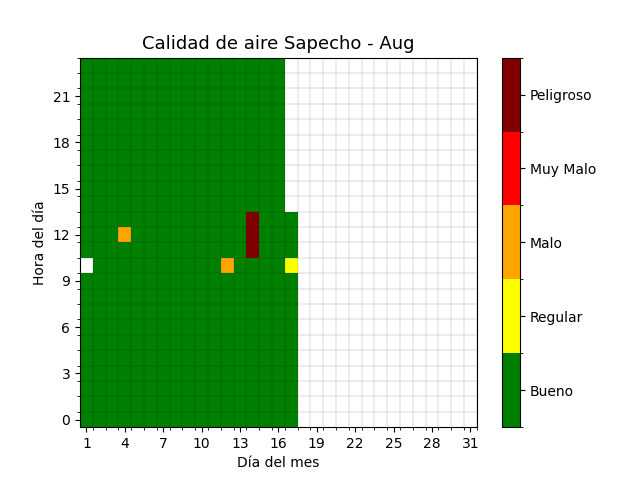 Calidad de aire Sapecho - Aug
Hora del día
21
18
15
12
9
6
3
0
1 4 7 10 13 16 19 22 25 28 31
Día del mes
Peligroso
Muy Malo
Malo
Regular
Bueno